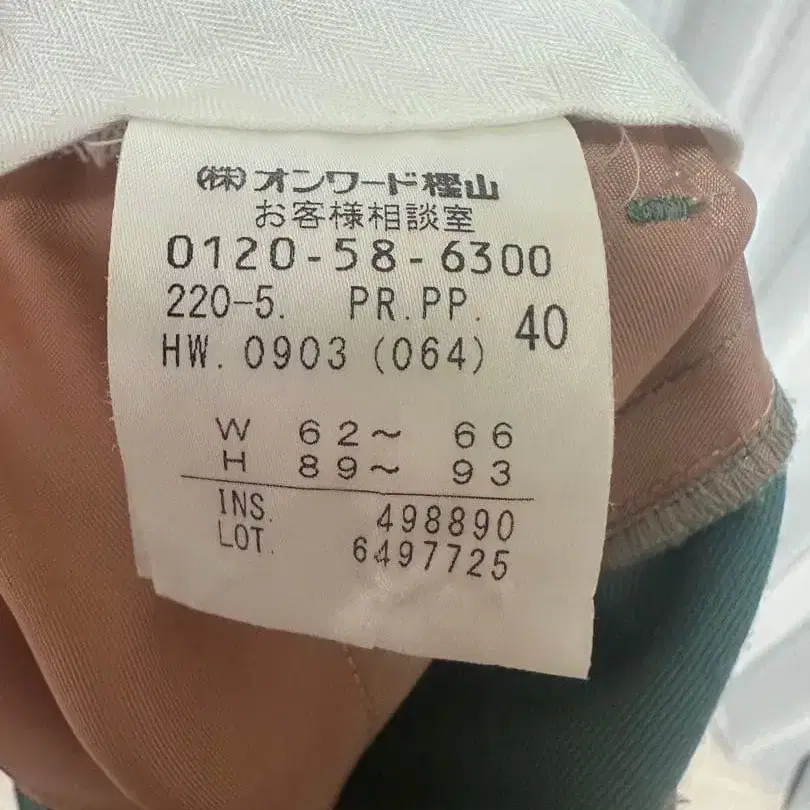 ㈱オンワード樫山
お客様相談室
0120-58-6300
220-5. PR.PP. 40
HW. 0903 (064)
W 62~ 66
H 89~ 93
INS. 498890
LOT. 6497725